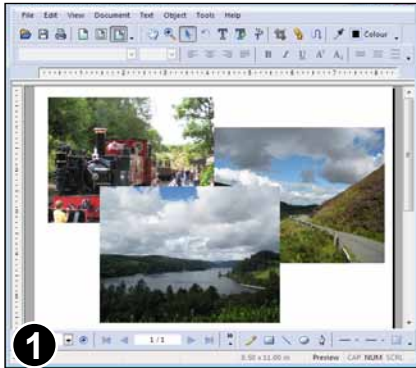 File Edit View Document Text Object Tools Help
Colour
B I U A A
1/1
8.50 x 11.00 in Preview CAP NUM SCRL
1